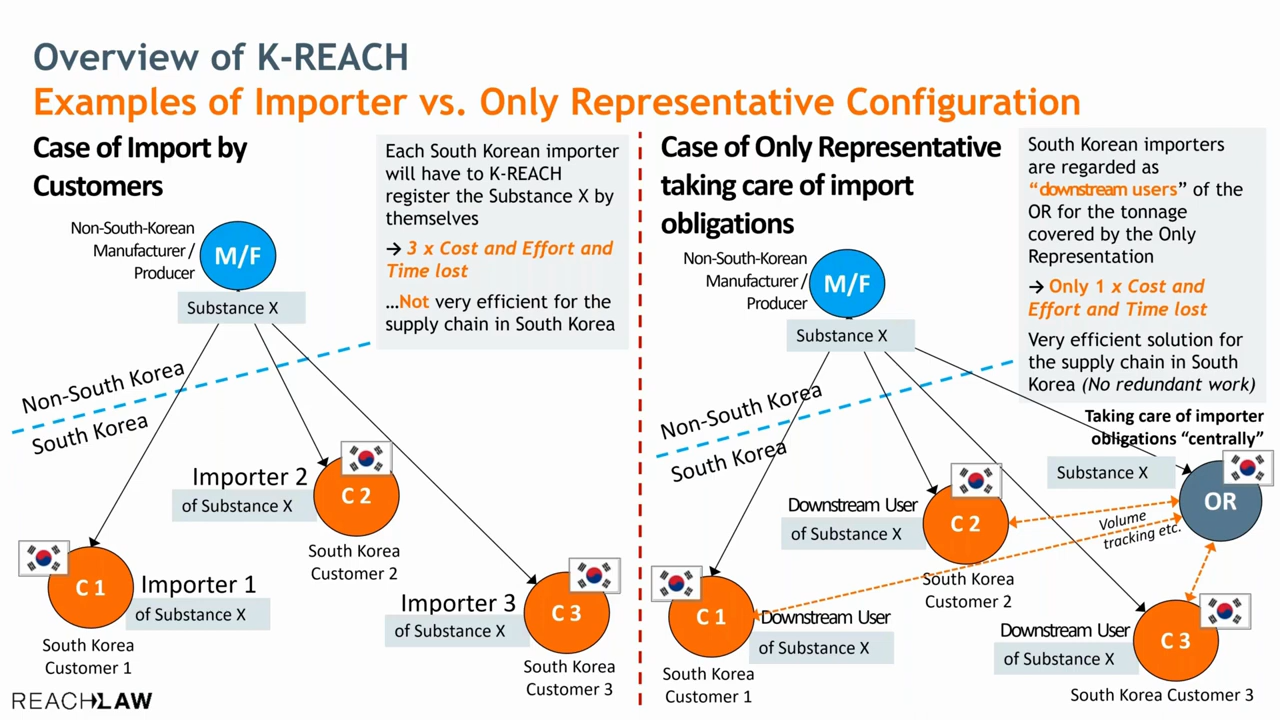 Overview of K-REACH
Examples of Importer vs. Only Representative Configuration
Case of Import by
Customers
Each South Korean importer
will have to K-REACH
register the Substance X by
themselves
→ 3 x Cost and Effort and
Time lost
…Not very efficient for the
supply chain in South Korea
Non-South-Korean
Manufacturer /
Producer
M/F
Substance X
Non-South Korea
South Korea
Importer 2
of Substance X
C 2
South Korea
Customer 2
C 1
Importer 1
of Substance X
South Korea
Customer 1
Importer 3
of Substance X
C 3
South Korea
Customer 3
Case of Only Representative
taking care of import
obligations
South Korean importers
are regarded as
“downstream users” of the
OR for the tonnage
covered by the Only
Representation
→ Only 1 x Cost and
Effort and Time lost
Very efficient solution for
the supply chain in South
Korea (No redundant work)
Non-South-Korean
Manufacturer /
Producer
M/F
Substance X
Non-South Korea
South Korea
Taking care of importer
obligations “centrally”
Substance X
OR
Volume
tracking etc.
Downstream User
of Substance X
C 2
South Korea
Customer 2
C 1
Downstream User
of Substance X
South Korea
Customer 1
Downstream User
of Substance X
C 3
South Korea Customer 3
REACHLAW